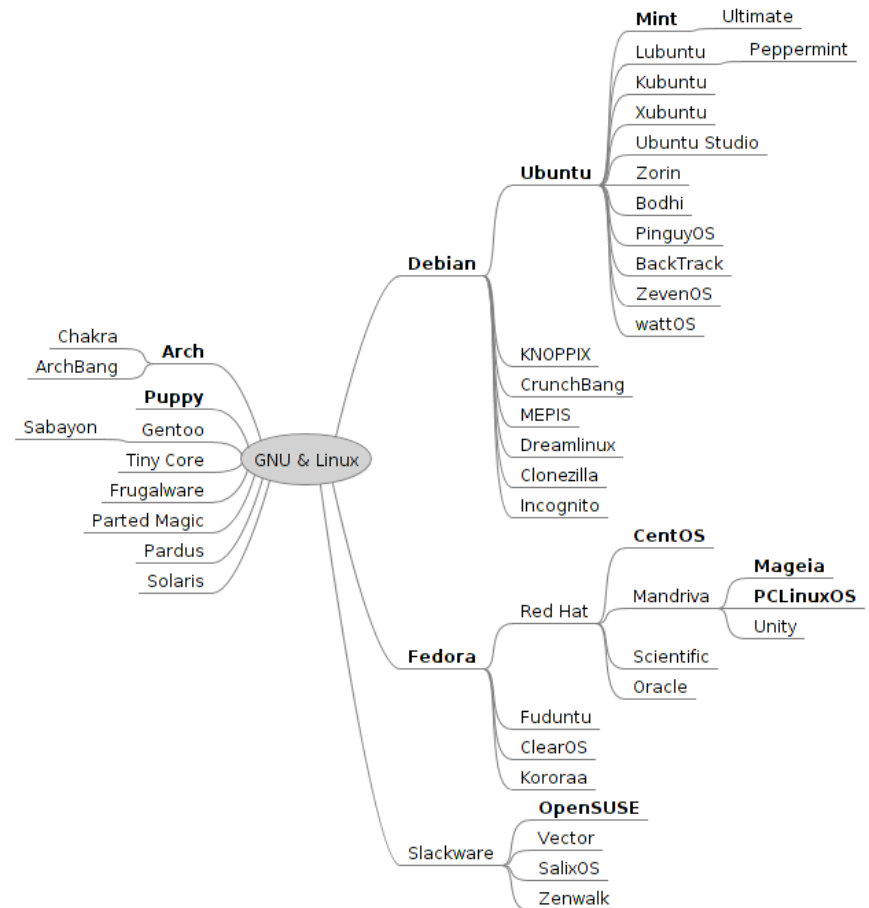 GNU & Linux
Debian
Ubuntu
Mint
Ultimate
Lubuntu
Peppermint
Kubuntu
Xubuntu
Ubuntu Studio
Zorin
Bodhi
PinguyOS
BackTrack
ZevenOS
wattOS
KNOPPIX
CrunchBang
MEPIS
Dreamlinux
Clonezilla
Incognito
Fedora
Red Hat
CentOS
Mandriva
Mageia
PCLinuxOS
Unity
Scientific
Oracle
Fuduntu
ClearOS
Kororaa
Slackware
OpenSUSE
Vector
SalixOS
Zenwalk
Arch
Chakra
ArchBang
Puppy
Gentoo
Sabayon
Tiny Core
Frugalware
Parted Magic
Pardus
Solaris